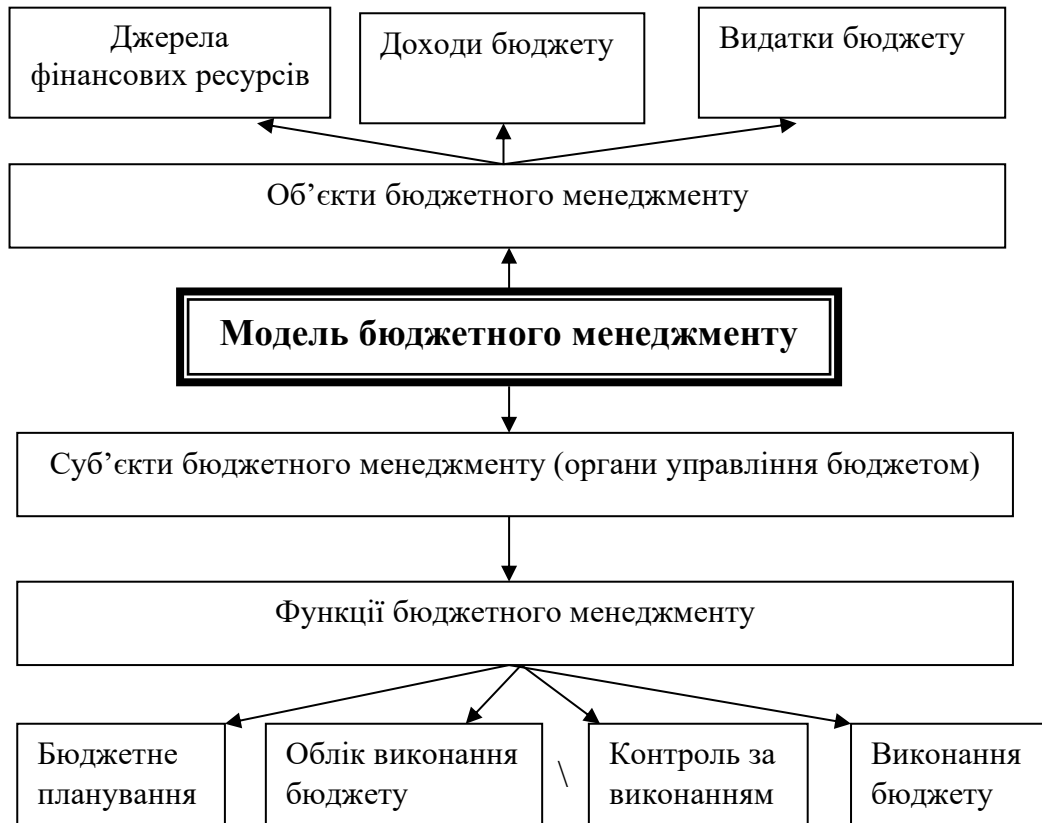 Джерела
фінансових ресурсів
Доходи бюджету
Видатки бюджету
Об’єкти бюджетного менеджменту
Модель бюджетного менеджменту
Суб’єкти бюджетного менеджменту (органи управління бюджетом)
Функції бюджетного менеджменту
Бюджетне
планування
Облік виконання
бюджету
\
Контроль за
виконанням
Виконання
бюджету